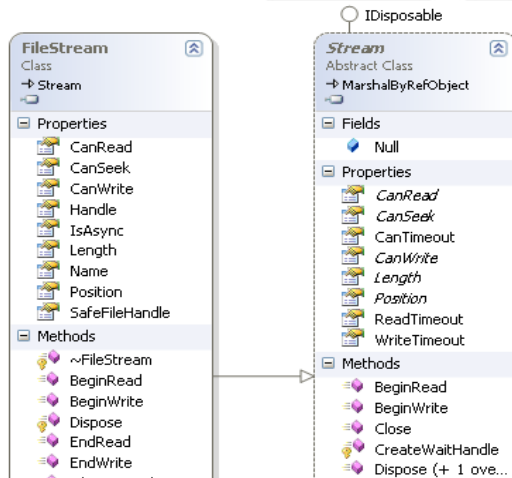 IDisposable
FileStream
Class
Stream
Properties
CanRead
CanSeek
CanWrite
Handle
IsAsync
Length
Name
Position
SafeFileHandle
Methods
~FileStream
BeginRead
BeginWrite
Dispose
EndRead
EndWrite
Stream
Abstract Class
MarshalByRefObject
Fields
Null
Properties
CanRead
CanSeek
CanTimeout
CanWrite
Length
Position
ReadTimeout
WriteTimeout
Methods
BeginRead
BeginWrite
Close
CreateWaitHandle
Dispose (+ 1 ove...